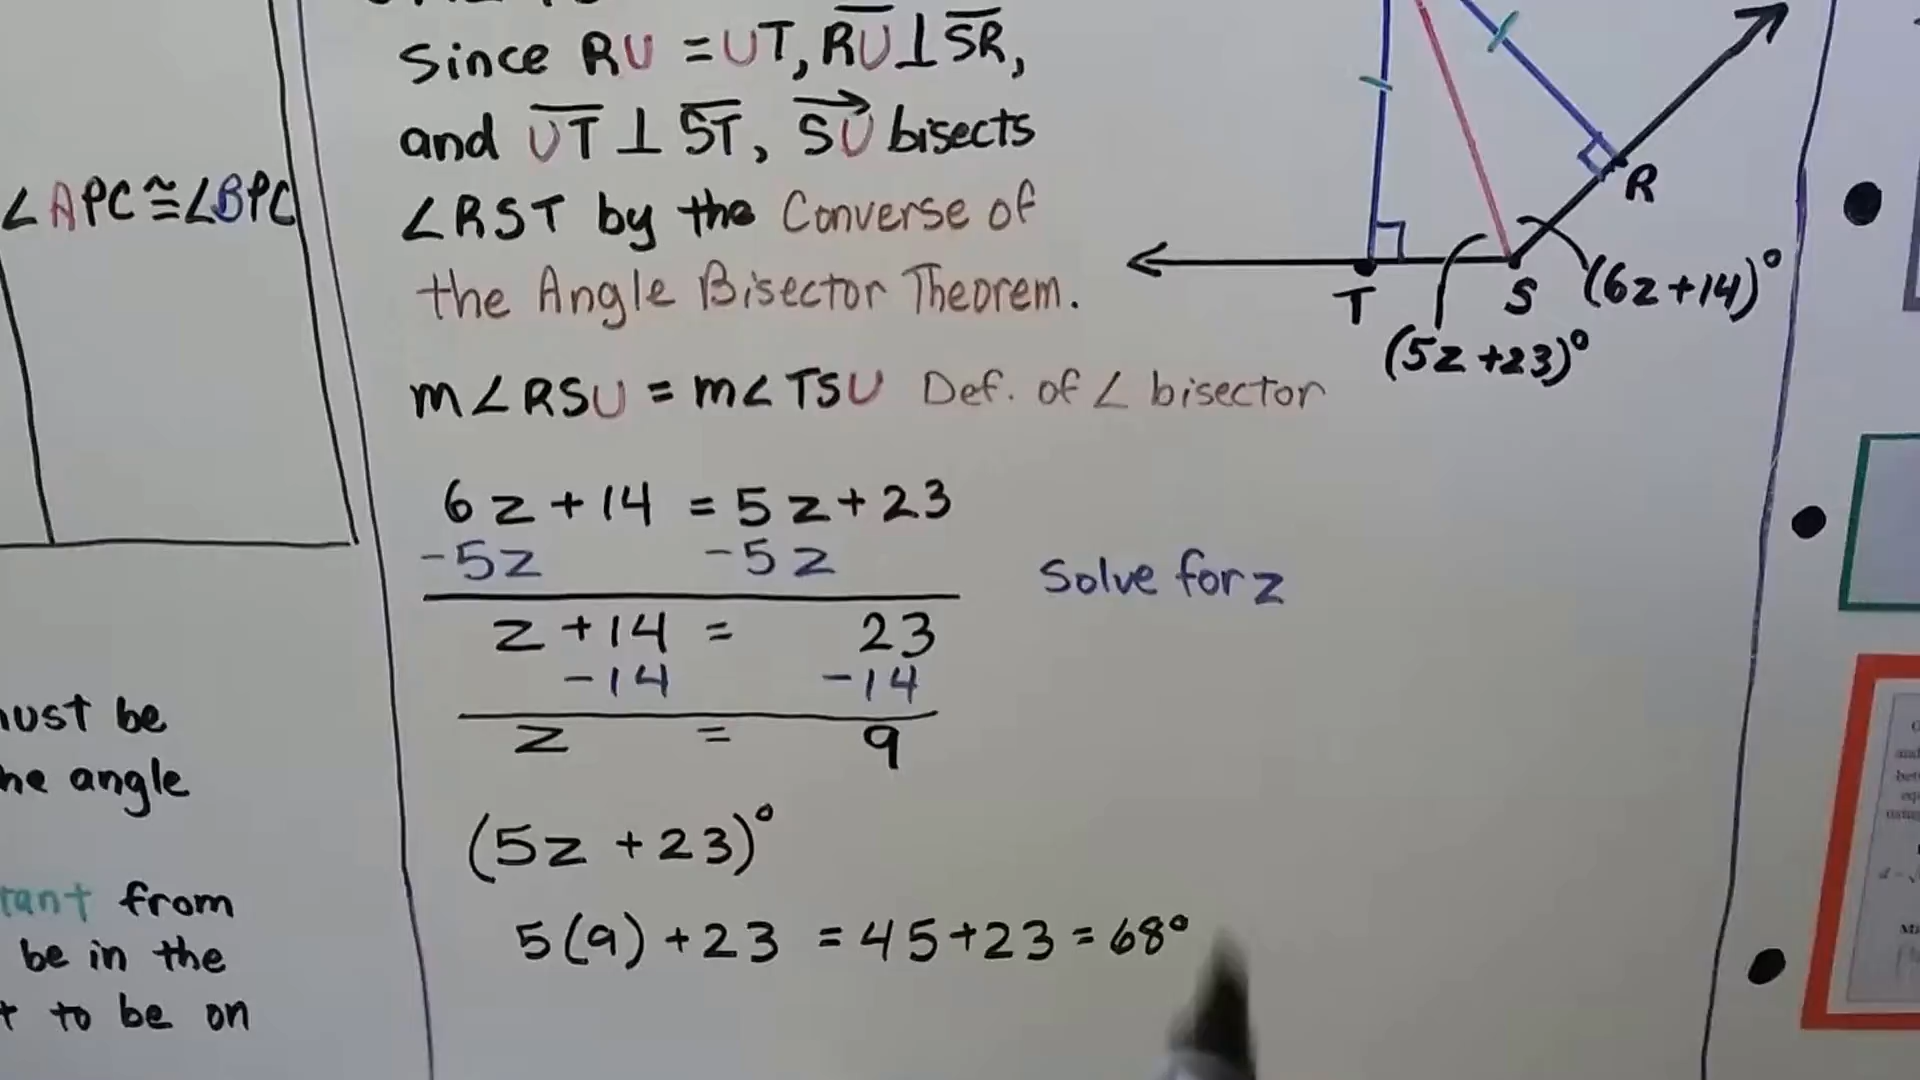 Since RU = UT, RU ⊥ SR,
and UT ⊥ ST, SU bisects
∠RST by the Converse of
the Angle Bisector Theorem.
m∠RSU = m∠TSU Def. of ∠ bisector
6z + 14 = 5z + 23
-5z -5z
Solve for z
z + 14 = 23
-14 -14
z = 9
(5z + 23)°
5(9) + 23 = 45 + 23 = 68°
R
T
S
(6z + 14)°
(5z + 23)°
∠APC ≅ ∠BPC
must be
the angle
from
be in the
to be on